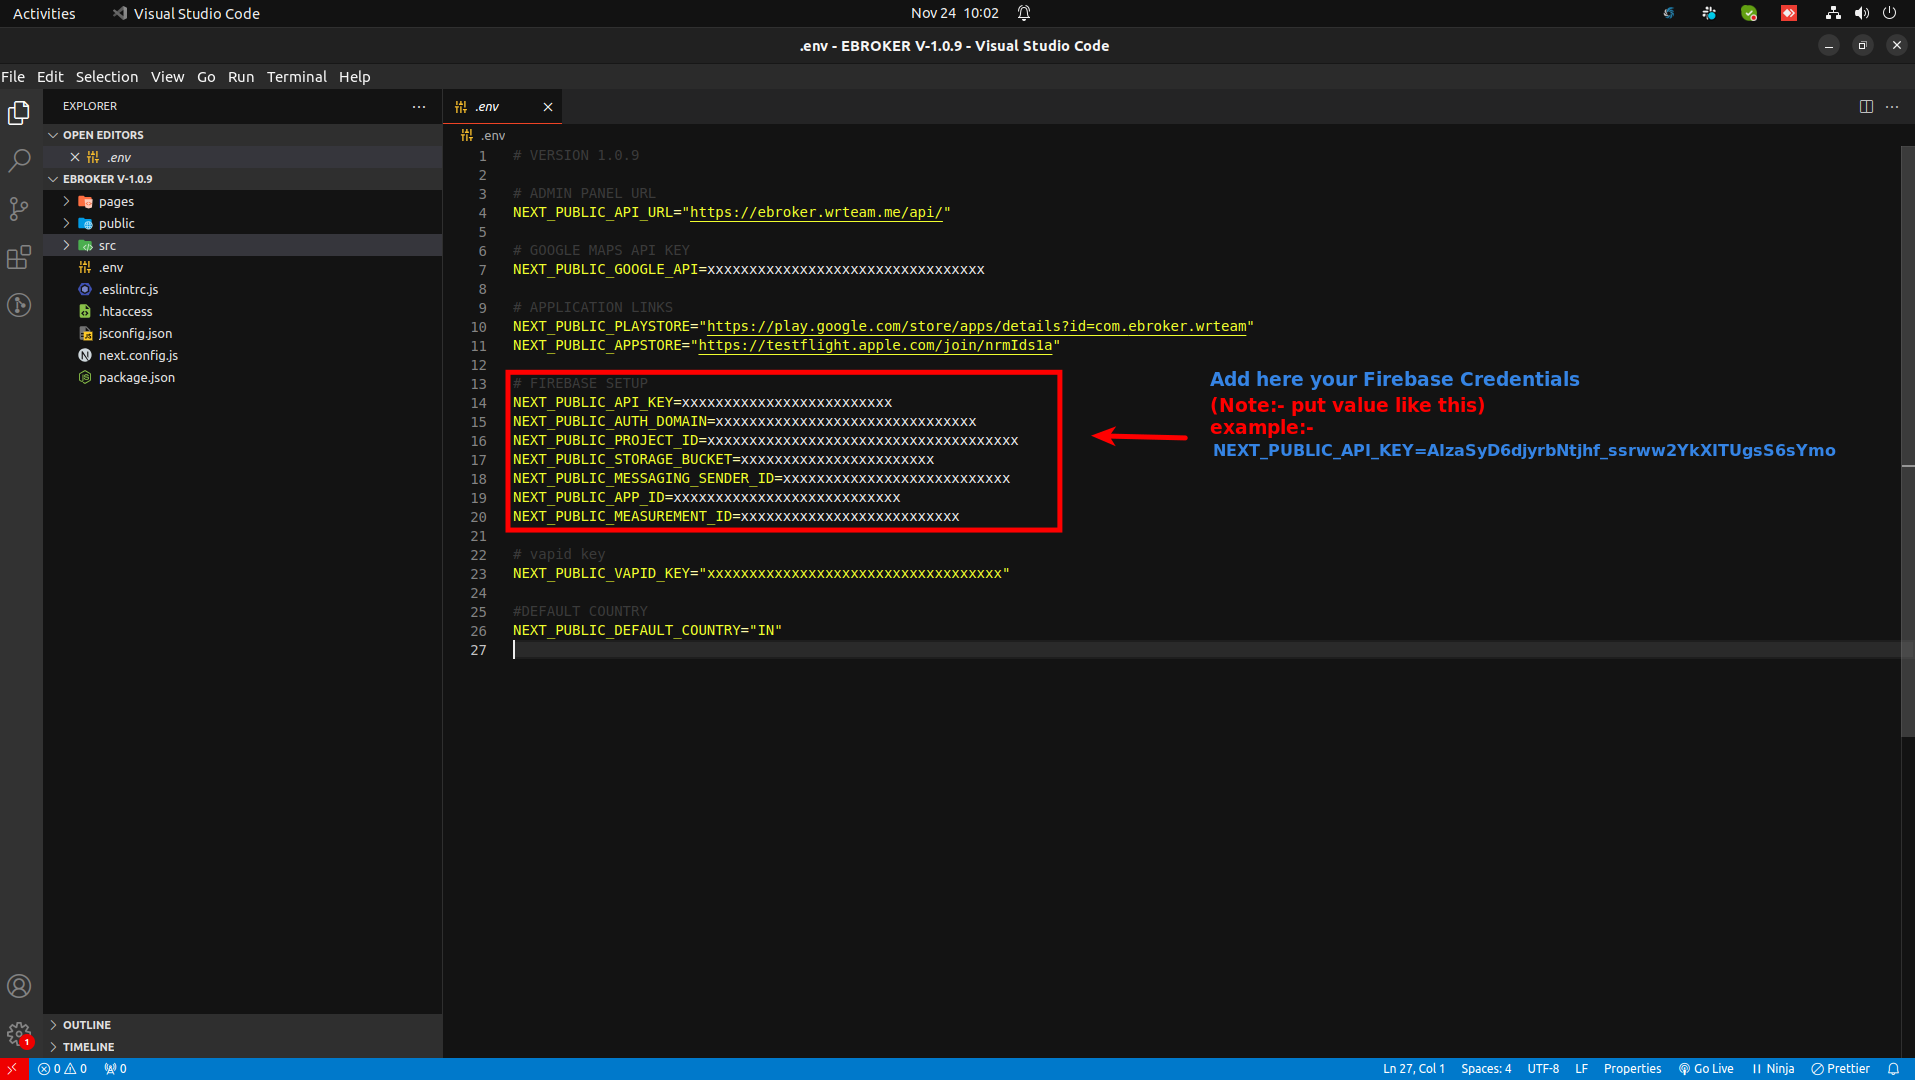 Activities
Visual Studio Code
Nov 24 10:02
.env - EBROKER V-1.0.9 - Visual Studio Code
File Edit Selection View Go Run Terminal Help
EXPLORER
OPEN EDITORS
.env
EBROKER V-1.0.9
pages
public
src
.env
.eslintrc.js
.htaccess
jsconfig.json
next.config.js
package.json
OUTLINE
TIMELINE
.env
.env
1 # VERSION 1.0.9
2
3 # ADMIN PANEL URL
4 NEXT_PUBLIC_API_URL="https://ebroker.wrteam.me/api/"
5
6 # GOOGLE MAPS API KEY
7 NEXT_PUBLIC_GOOGLE_API=xxxxxxxxxxxxxxxxxxxxxxxxxxxxxxxxx
8
9 # APPLICATION LINKS
10 NEXT_PUBLIC_PLAYSTORE="https://play.google.com/store/apps/details?id=com.ebroker.wrteam"
11 NEXT_PUBLIC_APPSTORE="https://testflight.apple.com/join/nrmIds1a"
12
13 # FIREBASE SETUP
14 NEXT_PUBLIC_API_KEY=xxxxxxxxxxxxxxxxxxxxxxxxx
15 NEXT_PUBLIC_AUTH_DOMAIN=xxxxxxxxxxxxxxxxxxxxxxxxxxxxxxx
16 NEXT_PUBLIC_PROJECT_ID=xxxxxxxxxxxxxxxxxxxxxxxxxxxxxxxxxxxxx
17 NEXT_PUBLIC_STORAGE_BUCKET=xxxxxxxxxxxxxxxxxxxxxxx
18 NEXT_PUBLIC_MESSAGING_SENDER_ID=xxxxxxxxxxxxxxxxxxxxxxxxxxx
19 NEXT_PUBLIC_APP_ID=xxxxxxxxxxxxxxxxxxxxxxxxxxx
20 NEXT_PUBLIC_MEASUREMENT_ID=xxxxxxxxxxxxxxxxxxxxxxxxxx
21
22 # vapid key
23 NEXT_PUBLIC_VAPID_KEY="xxxxxxxxxxxxxxxxxxxxxxxxxxxxxxxxxxx"
24
25 #DEFAULT COUNTRY
26 NEXT_PUBLIC_DEFAULT_COUNTRY="IN"
27
Add here your Firebase Credentials
(Note:- put value like this)
example:-
NEXT_PUBLIC_API_KEY=AIzaSyD6djyrbNtjhf_ssrww2YkXITUgsS6sYmo
1
0 0 0
Ln 27, Col 1 Spaces: 4 UTF-8 LF Properties Go Live Ninja Prettier